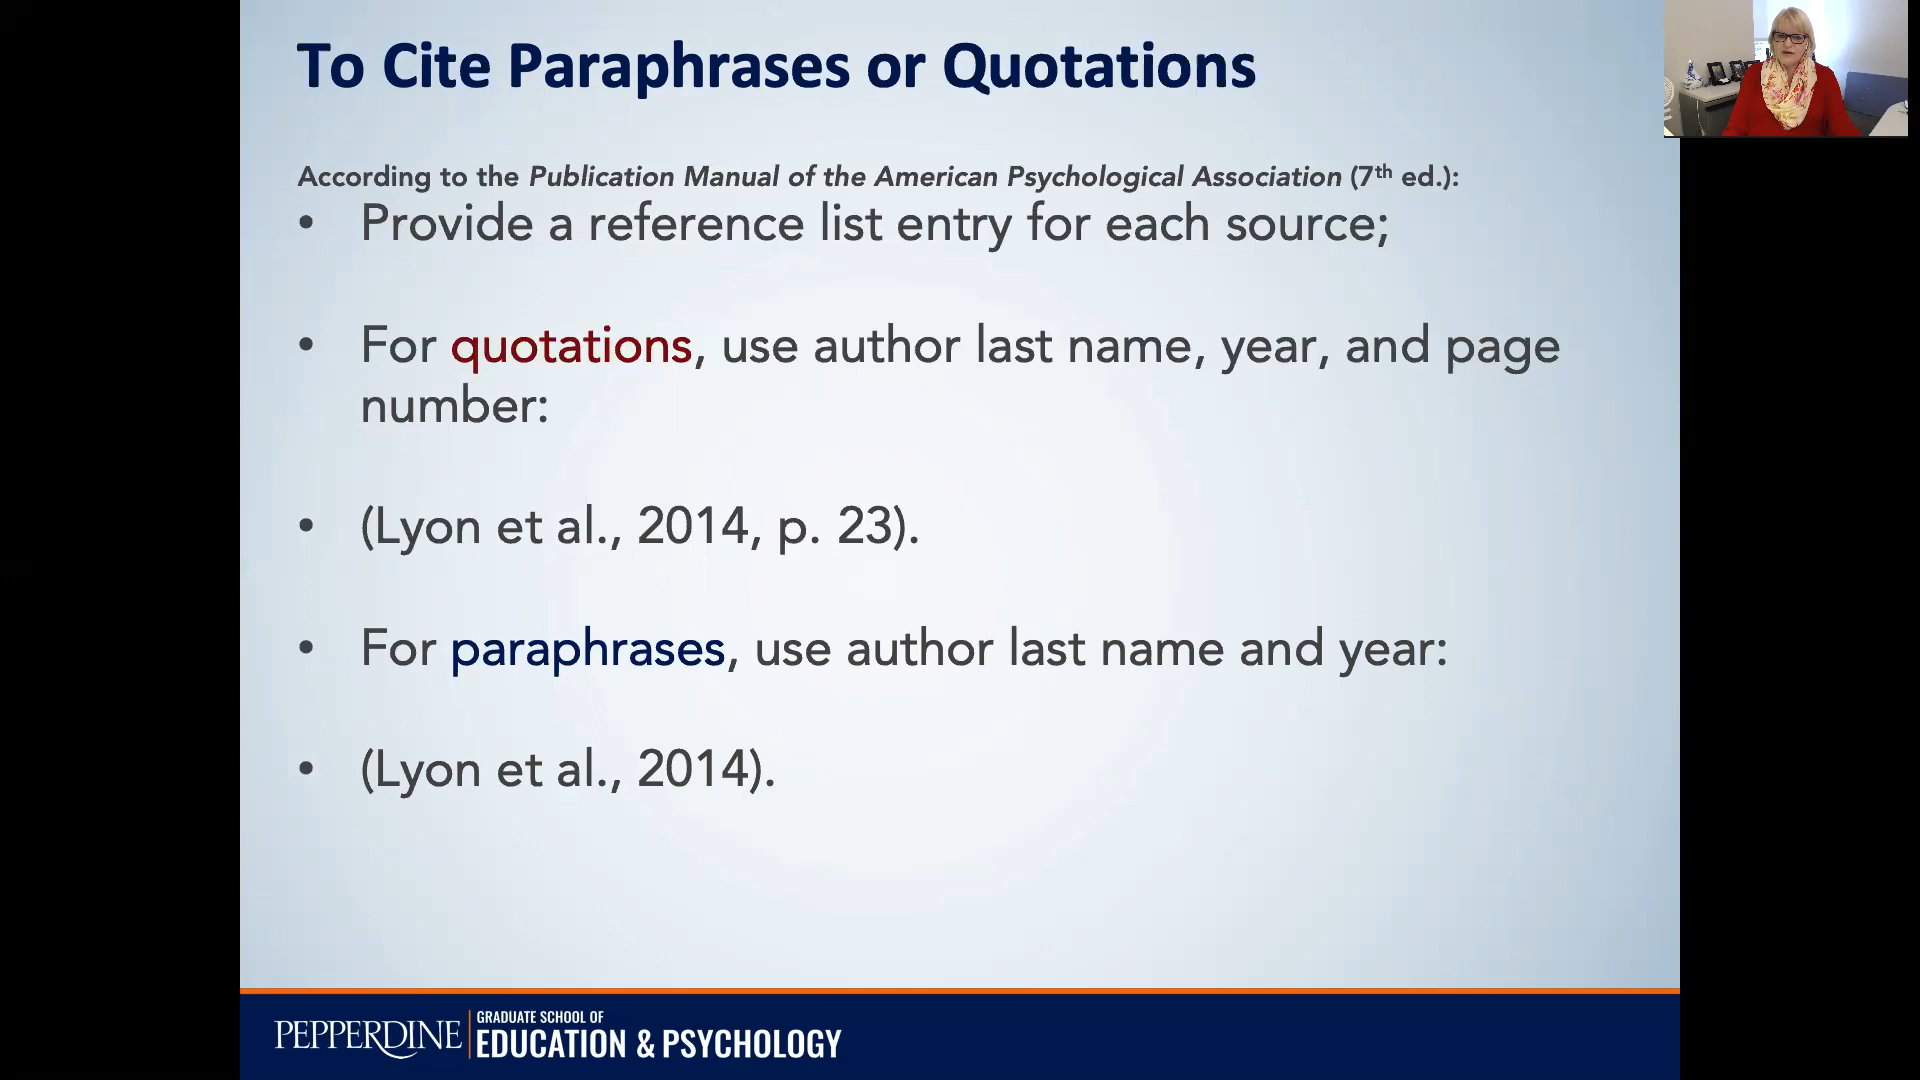 To Cite Paraphrases or Quotations
According to the Publication Manual of the American Psychological Association (7th ed.):
• Provide a reference list entry for each source;
• For quotations, use author last name, year, and page
number:
• (Lyon et al., 2014, p. 23).
• For paraphrases, use author last name and year:
• (Lyon et al., 2014).
PEPPERDINE
GRADUATE SCHOOL OF
EDUCATION & PSYCHOLOGY